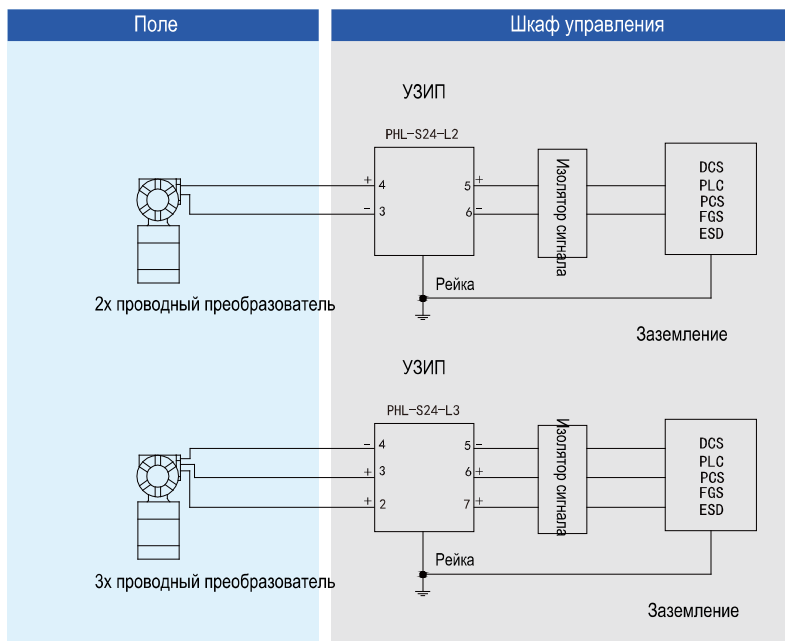 Поле
Шкаф управления
УЗИП
PHL-S24-L2
+ 4
5 +
- 3
6 -
Изолятор сигнала
DCS
PLC
PCS
FGS
ESD
Рейка
2х проводный преобразователь
Заземление
УЗИП
PHL-S24-L3
- 4
5 -
+ 3
6 +
+ 2
7 +
Изолятор сигнала
DCS
PLC
PCS
FGS
ESD
Рейка
3х проводный преобразователь
Заземление